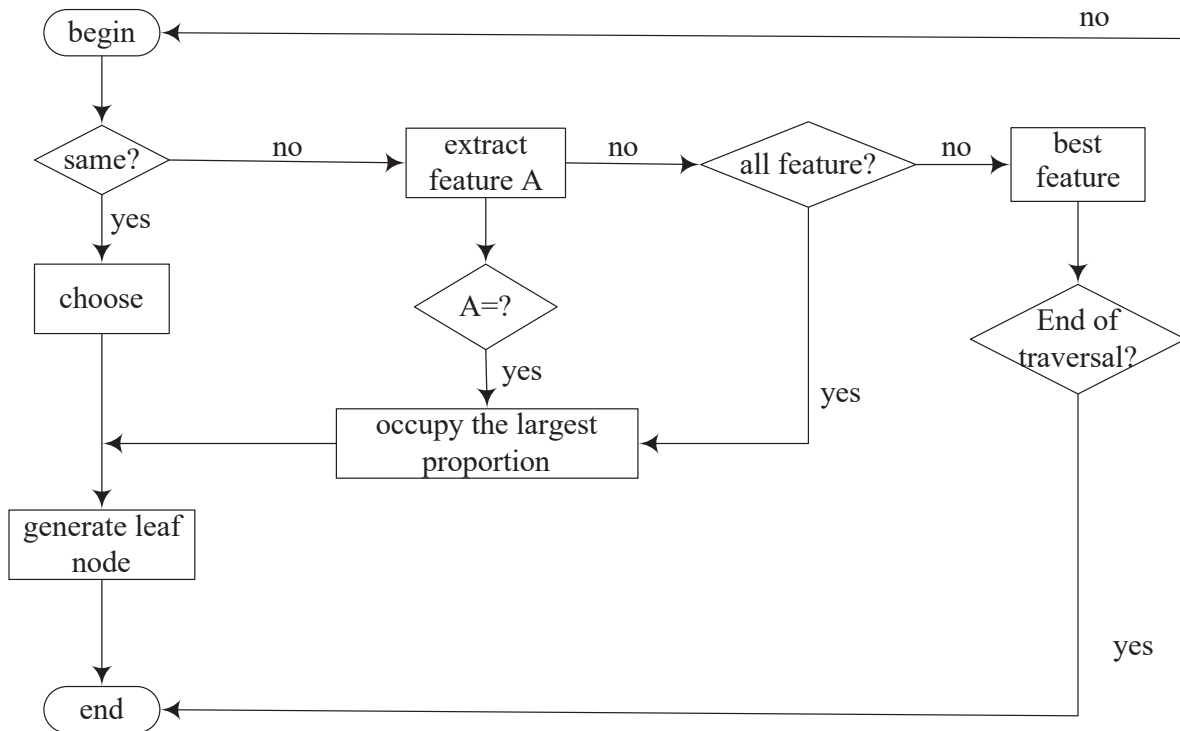 begin
no
same?
no
extract
feature A
no
all feature?
no
best
feature
yes
choose
A=?
End of
traversal?
yes
yes
occupy the largest
proportion
generate leaf
node
yes
end